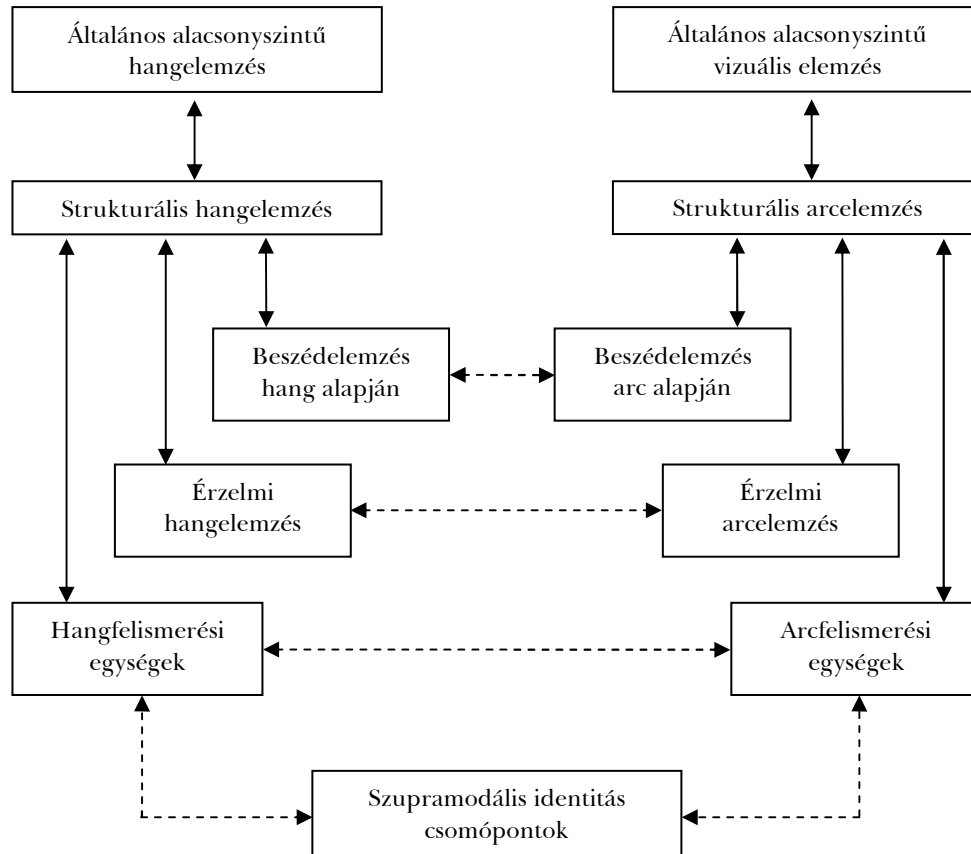 Általános alacsonyszintű
hangelemzés
Általános alacsonyszintű
vizuális elemzés
Strukturális hangelemzés
Strukturális arcelemzés
Beszédelemzés
hang alapján
Beszédelemzés
arc alapján
Érzelmi
hangelemzés
Érzelmi
arcelemzés
Hangfelismerési
egységek
Arcfelismerési
egységek
Szupramodális identitás
csomópontok